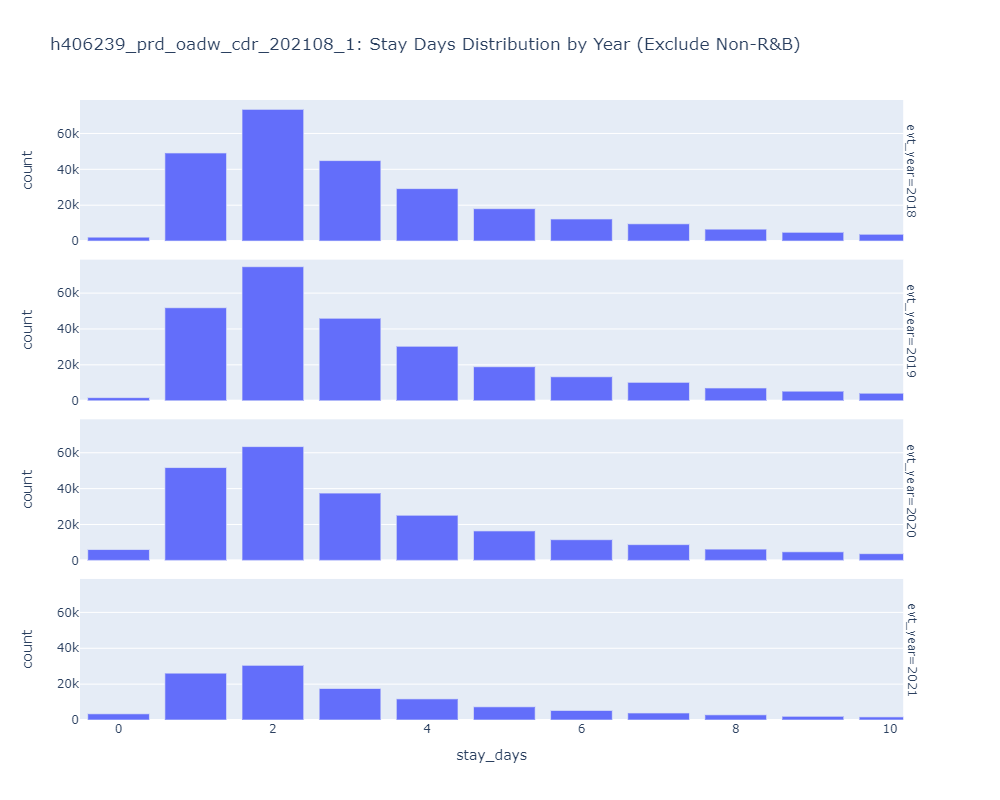 h406239_prd_oadw_cdr_202108_1: Stay Days Distribution by Year (Exclude Non-R&B)
60k
40k
20k
0
count
evt_year=2018
60k
40k
20k
0
count
evt_year=2019
60k
40k
20k
0
count
evt_year=2020
60k
40k
20k
0
count
evt_year=2021
0 2 4 6 8 10
stay_days